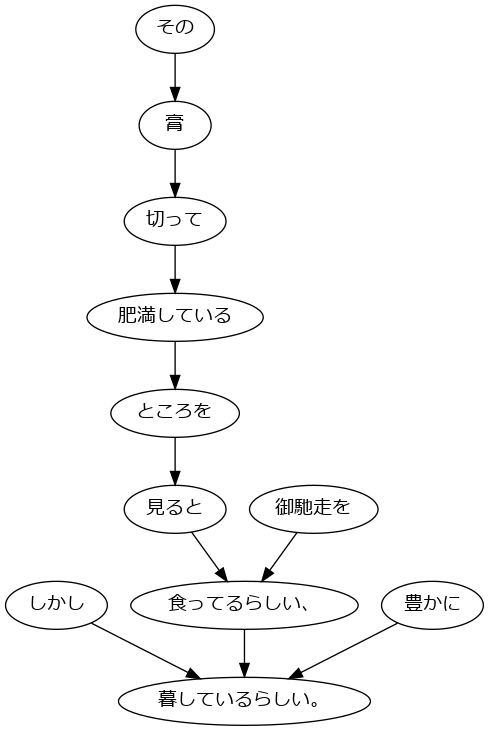 その
膏
切って
肥満している
ところを
見ると
御馳走を
しかし
食ってるらしい、
豊かに
暮しているらしい。